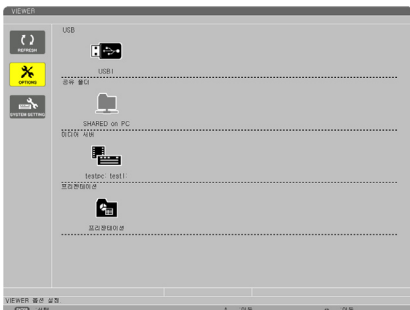 VIEWER
REFRESH
OPTIONS
SYSTEM SETTING
USB
USB1
공유 폴더
SHARED on PC
미디어 서버
testpc: test1:
프리젠테이션
프리젠테이션
VIEWER 옵션 설정